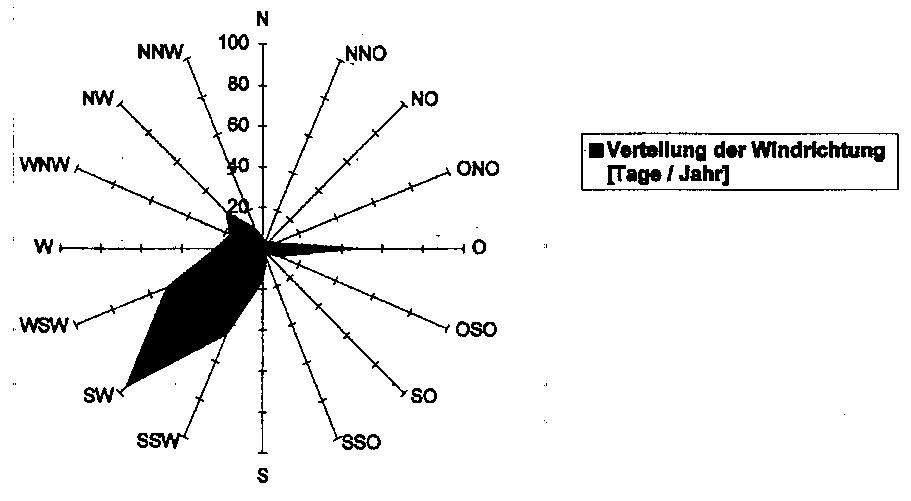 N
100
NNW
NNO
80
NW
NO
60
WNW
40
ONO
20
W
O
WSW
OSO
SW
SO
SSW
SSO
S
Verteilung der Windrichtung
[Tage / Jahr]